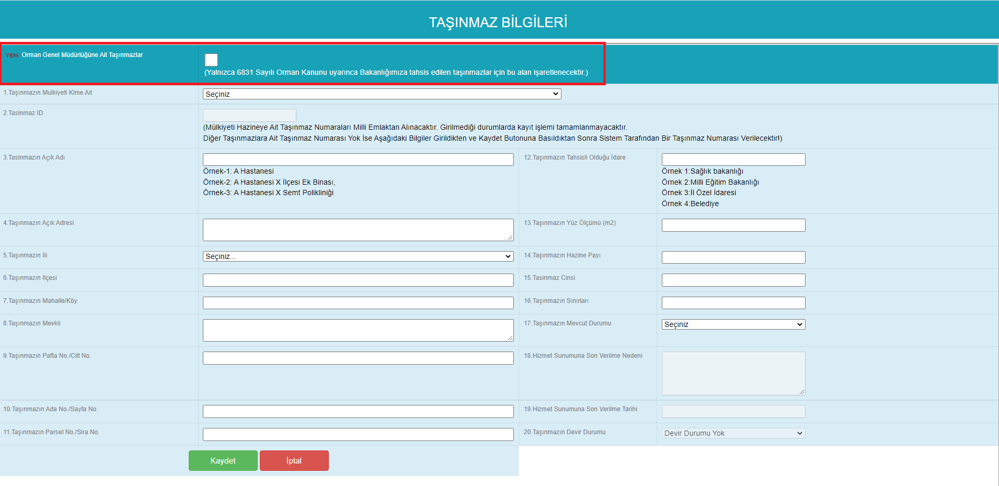 TAŞINMAZ BİLGİLERİ
YENİ Orman Genel Müdürlüğüne Ait Taşınmazlar
(Yalnızca 6831 Sayılı Orman Kanunu uyarınca Bakanlığımıza tahsis edilen taşınmazlar için bu alan işaretlenecektir.)
1.Taşınmazın Mulkiyeti Kime Ait
Seçiniz
2.Tasinmaz ID
(Mülkiyeti Hazineye Ait Taşınmaz Numaraları Milli Emlaktan Alınacaktır. Girilmediği durumlarda kayıt işlemi tamamlanmayacaktır.
Diğer Taşınmazlara Ait Taşınmaz Numarası Yok İse Aşağıdaki Bilgiler Girildikten ve Kaydet Butonuna Basıldıktan Sonra Sistem Tarafından Bir Taşınmaz Numarası Verilecektir!)
3.Tasinmazın Açık Adı
Örnek-1: A Hastanesi
Örnek-2: A Hastanesi X İlçesi Ek Binası,
Örnek-3: A Hastanesi X Semt Polikliniği
12.Taşınmazın Tahsisli Olduğu İdare
Örnek 1:Sağlık bakanlığı
Örnek 2:Milli Eğitim Bakanlığı
Örnek 3:İl Özel İdaresi
Örnek 4:Belediye
4.Taşınmazın Açık Adresi
13.Taşınmazın Yüz Ölçümü (m2)
5.Taşınmazın Ili
Seçiniz...
14.Taşınmazın Hazine Payı
6.Taşınmazın Ilçesi
15.Tasinmaz Cinsi
7.Taşınmazın Mahalle/Köy
16.Taşınmazın Sınırları
8.Taşınmazın Mevkii
17.Taşınmazın Mevcut Durumu
Seçiniz
9.Taşınmazın Pafta No./Cilt No.
18.Hizmet Sunumuna Son Verilme Nedeni
10.Taşınmazın Ada No./Sayfa No.
19.Hizmet Sunumuna Son Verilme Tarihi
11.Taşınmazın Parsel No./Sira No.
20.Taşınmazın Devir Durumu
Devir Durumu Yok
Kaydet
İptal